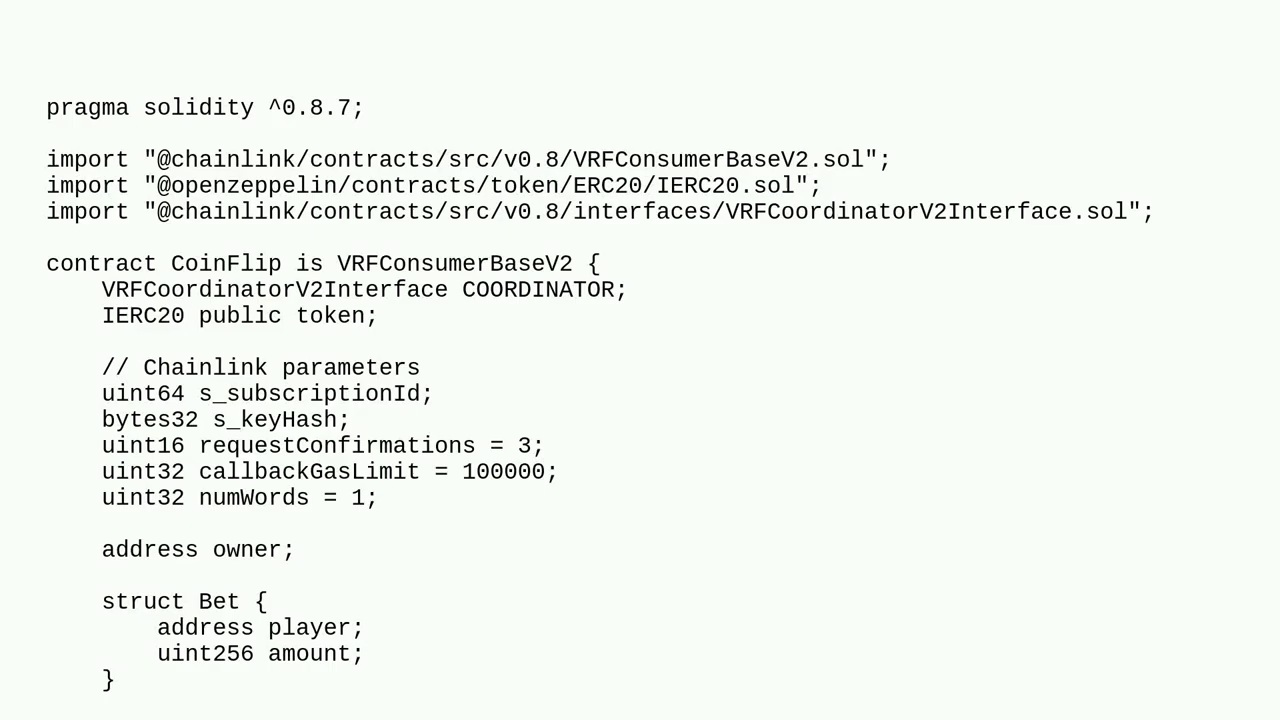 pragma solidity ^0.8.7;

import "@chainlink/contracts/src/v0.8/VRFConsumerBaseV2.sol";
import "@openzeppelin/contracts/token/ERC20/IERC20.sol";
import "@chainlink/contracts/src/v0.8/interfaces/VRFCoordinatorV2Interface.sol";

contract CoinFlip is VRFConsumerBaseV2 {
    VRFCoordinatorV2Interface COORDINATOR;
    IERC20 public token;

    // Chainlink parameters
    uint64 s_subscriptionId;
    bytes32 s_keyHash;
    uint16 requestConfirmations = 3;
    uint32 callbackGasLimit = 100000;
    uint32 numWords = 1;

    address owner;

    struct Bet {
        address player;
        uint256 amount;
    }